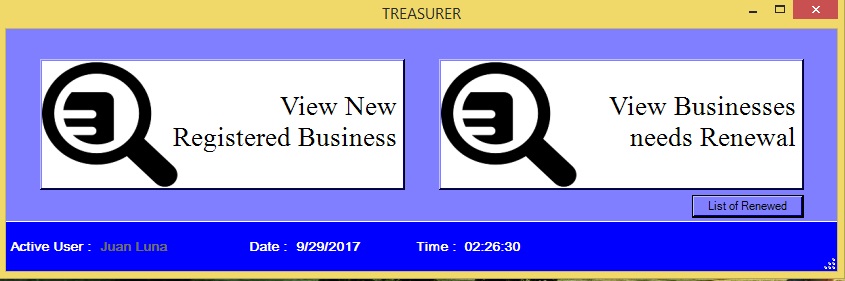 TREASURER
View New
Registered Business
View Businesses
needs Renewal
List of Renewed
Active User : Juan Luna Date : 9/29/2017 Time : 02:26:30